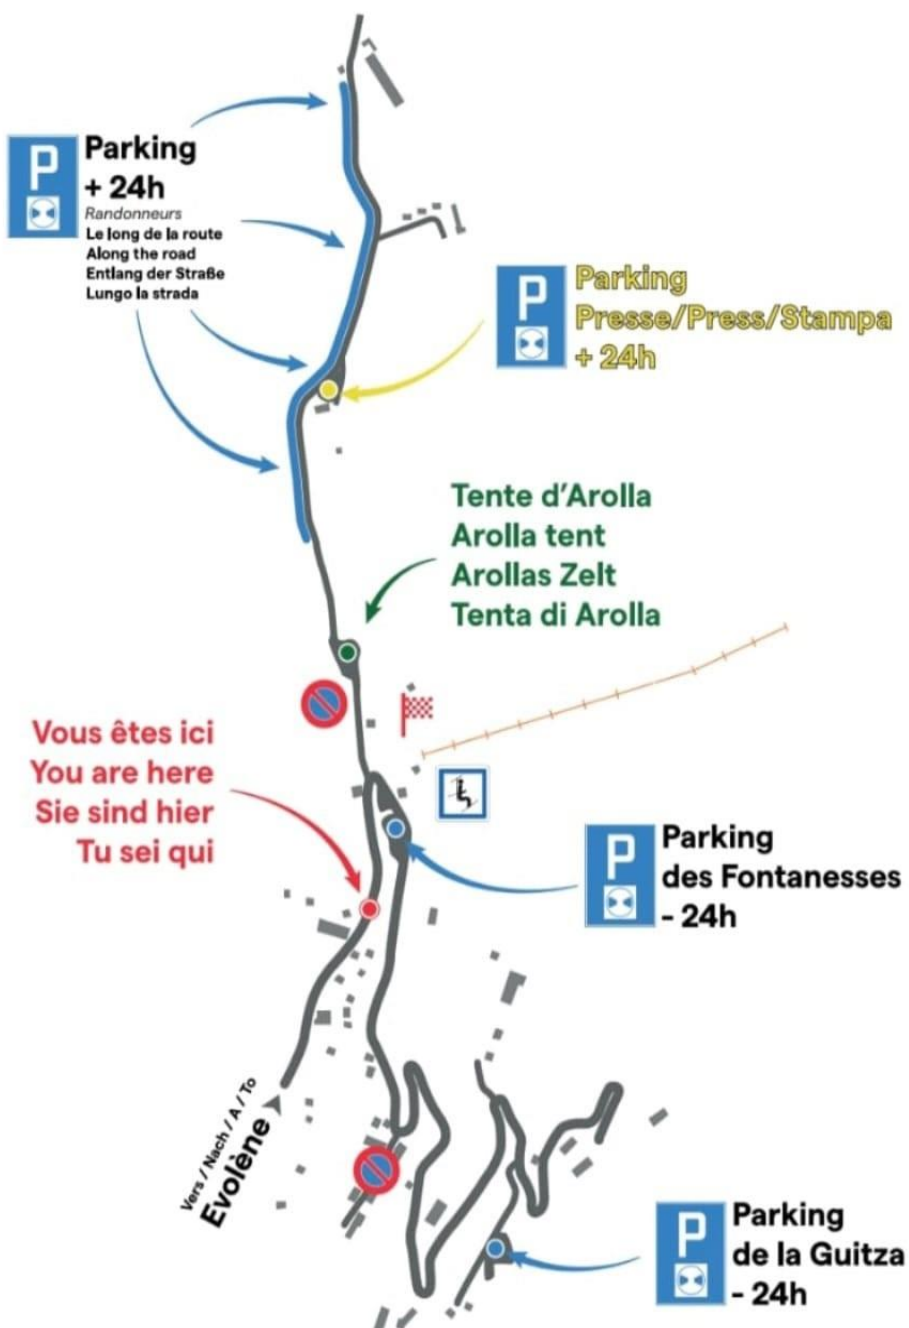 P
Parking
+ 24h
Randonneurs
Le long de la route
Along the road
Entlang der Straße
Lungo la strada
P
Parking
Presse/Press/Stampa
+ 24h
Tente d'Arolla
Arolla tent
Arollas Zelt
Tenta di Arolla
Vous êtes ici
You are here
Sie sind hier
Tu sei qui
P
Parking
des Fontanesses
- 24h
Vers / Nach / A / To
Evolène
P
Parking
de la Guitza
- 24h